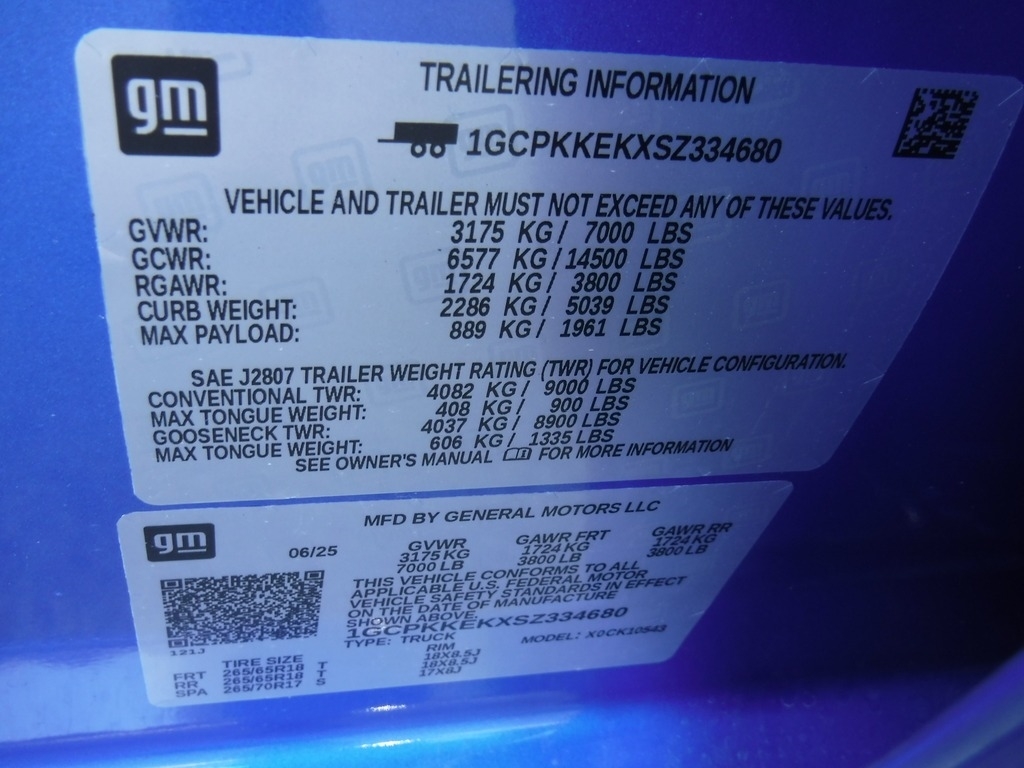 gm
TRAILERING INFORMATION
1GCPKKEKXSZ334680
VEHICLE AND TRAILER MUST NOT EXCEED ANY OF THESE VALUES.
GVWR: 3175 KG/ 7000 LBS
GCWR: 6577 KG/ 14500 LBS
RGAWR: 1724 KG/ 3800 LBS
CURB WEIGHT: 2286 KG/ 5039 LBS
MAX PAYLOAD: 889 KG/ 1961 LBS
SAE J2807 TRAILER WEIGHT RATING (TWR) FOR VEHICLE CONFIGURATION.
CONVENTIONAL TWR: 4082 KG/ 9000 LBS
MAX TONGUE WEIGHT: 408 KG/ 900 LBS
GOOSENECK TWR: 4037 KG/ 8900 LBS
MAX TONGUE WEIGHT: 606 KG/ 1335 LBS
SEE OWNER'S MANUAL FOR MORE INFORMATION
gm
MFD BY GENERAL MOTORS LLC
06/25 GVWR GAWR FRT GAWR RR
3175 KG 1724 KG 1724 KG
7000 LB 3800 LB 3800 LB
THIS VEHICLE CONFORMS TO ALL
APPLICABLE U.S. FEDERAL MOTOR
VEHICLE SAFETY STANDARDS IN EFFECT
ON THE DATE OF MANUFACTURE
SHOWN ABOVE.
1GCPKKEKXSZ334680
121J TYPE: TRUCK MODEL: X0CK10543
TIRE SIZE RIM
FRT 265/65R18 T 18X8.5J
RR 265/65R18 T 18X8.5J
SPA 265/70R17 S 17X8J